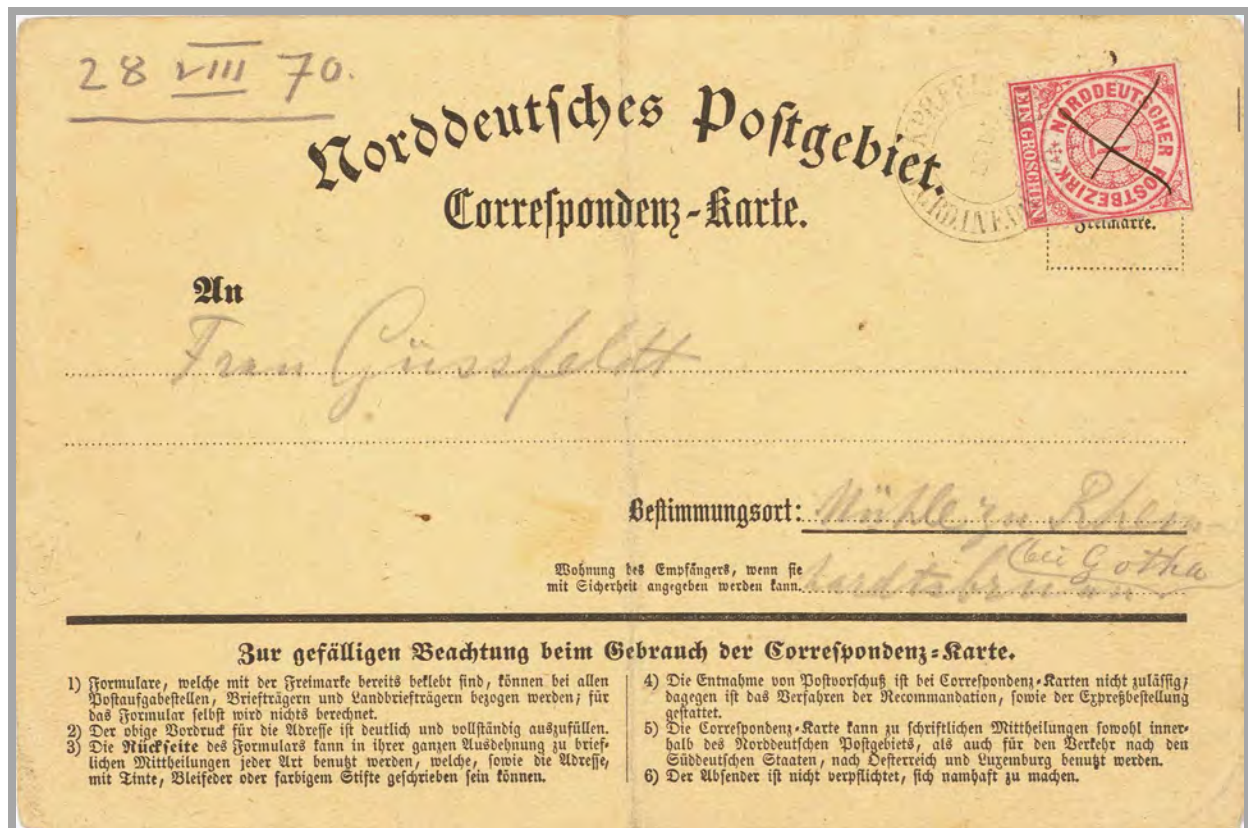 28 VIII 70.
Norddeutsches Postgebiet.
Correspondenz-Karte.
NORDDEUTSCHER POSTBEZIRK
EIN GROSCHEN
1
Freimarke.
An
Frau Güssfeldt
Bestimmungsort: Mühle zu
(bei Gotha
Wohnung des Empfängers, wenn sie
mit Sicherheit angegeben werden kann.
Zur gefälligen Beachtung beim Gebrauch der Correspondenz-Karte.
1) Formulare, welche mit der Freimarke bereits beklebt sind, können bei allen
Postaufgabestellen, Briefträgern und Landbriefträgern bezogen werden; für
das Formular selbst wird nichts berechnet.
2) Der obige Vordruck für die Adresse ist deutlich und vollständig auszufüllen.
3) Die Rückseite des Formulars kann in ihrer ganzen Ausdehnung zu brief-
lichen Mittheilungen jeder Art benutzt werden, welche, sowie die Adresse,
mit Tinte, Bleifeder oder farbigem Stifte geschrieben sein können.
4) Die Entnahme von Postvorschuß ist bei Correspondenz-Karten nicht zulässig;
dagegen ist das Verfahren der Recommandation, sowie der Expreßbestellung
gestattet.
5) Die Correspondenz-Karte kann zu schriftlichen Mittheilungen sowohl inner-
halb des Norddeutschen Postgebiets, als auch für den Verkehr nach den
Süddeutschen Staaten, nach Oesterreich und Luxemburg benutzt werden.
6) Der Absender ist nicht verpflichtet, sich namhaft zu machen.